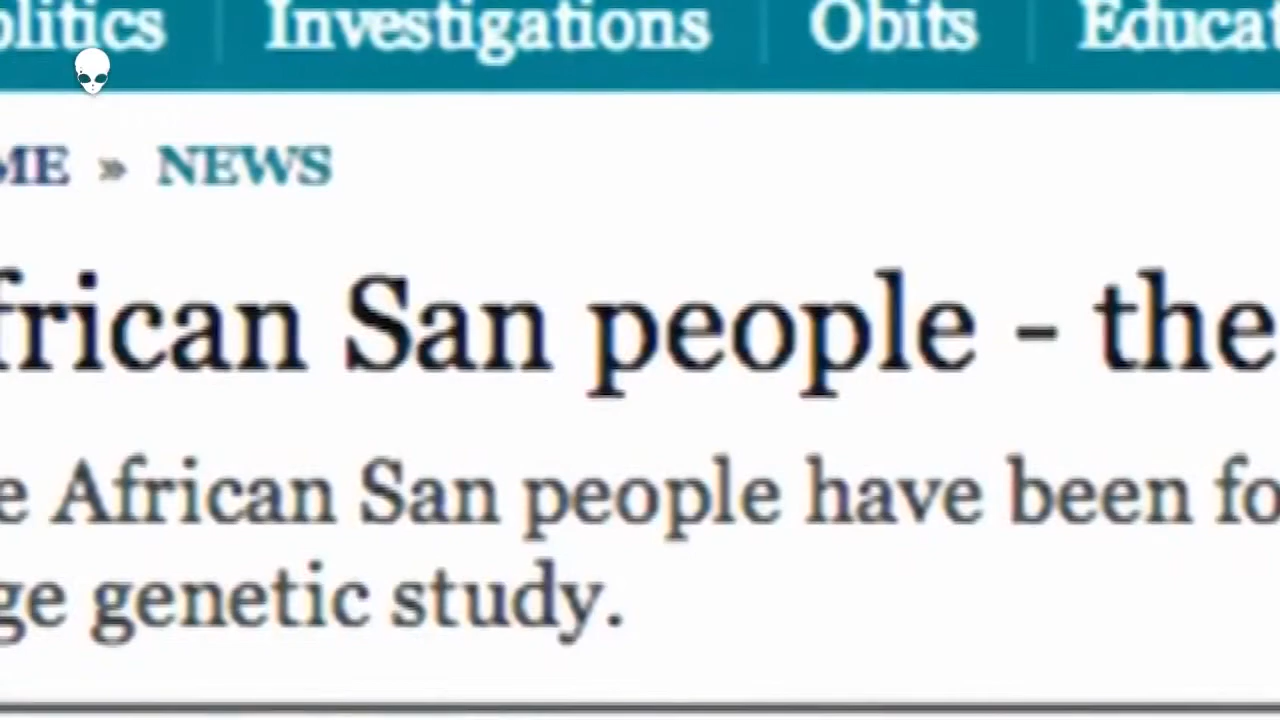 olitics Investigations Obits Educat
ME » NEWS
frican San people - the
e African San people have been fo
ge genetic study.